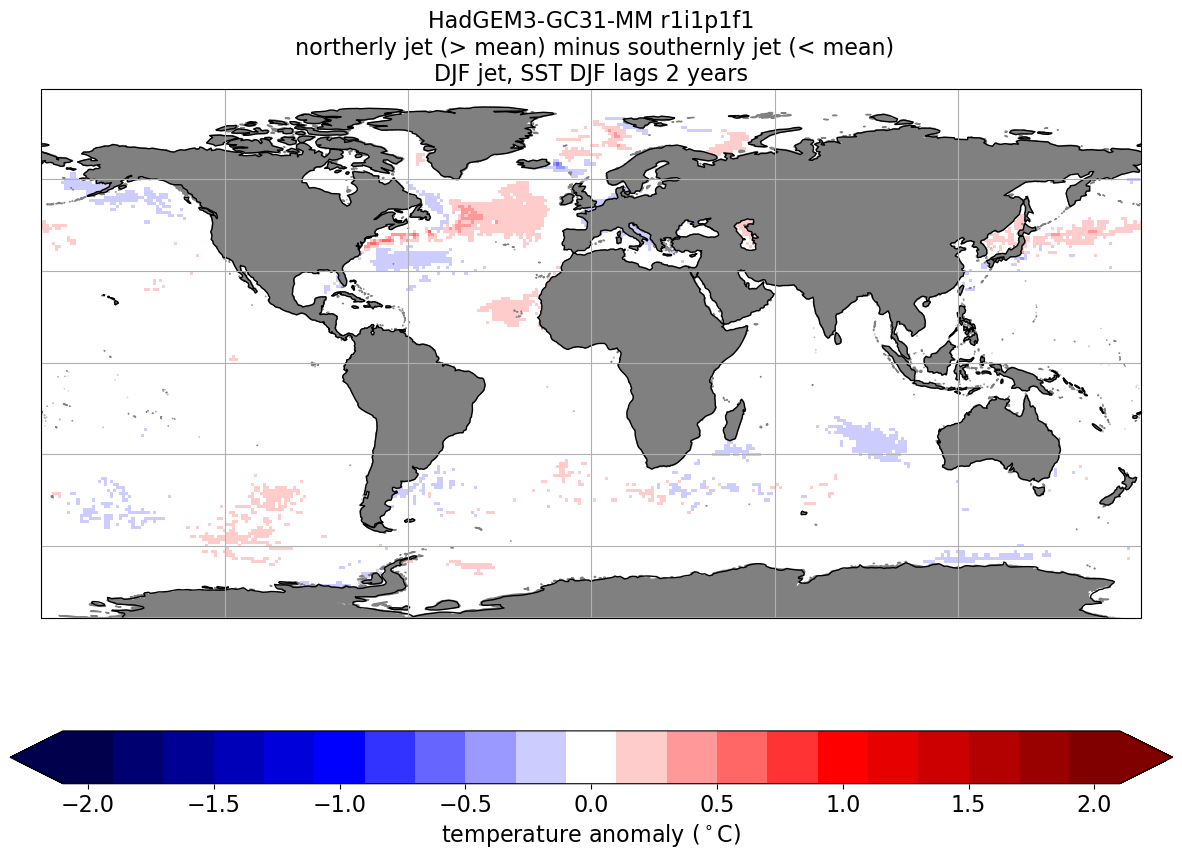 HadGEM3-GC31-MM r1i1p1f1
northerly jet (> mean) minus southernly jet (< mean)
DJF jet, SST DJF lags 2 years
−2.0 −1.5 −1.0 −0.5 0.0 0.5 1.0 1.5 2.0
temperature anomaly (°C)